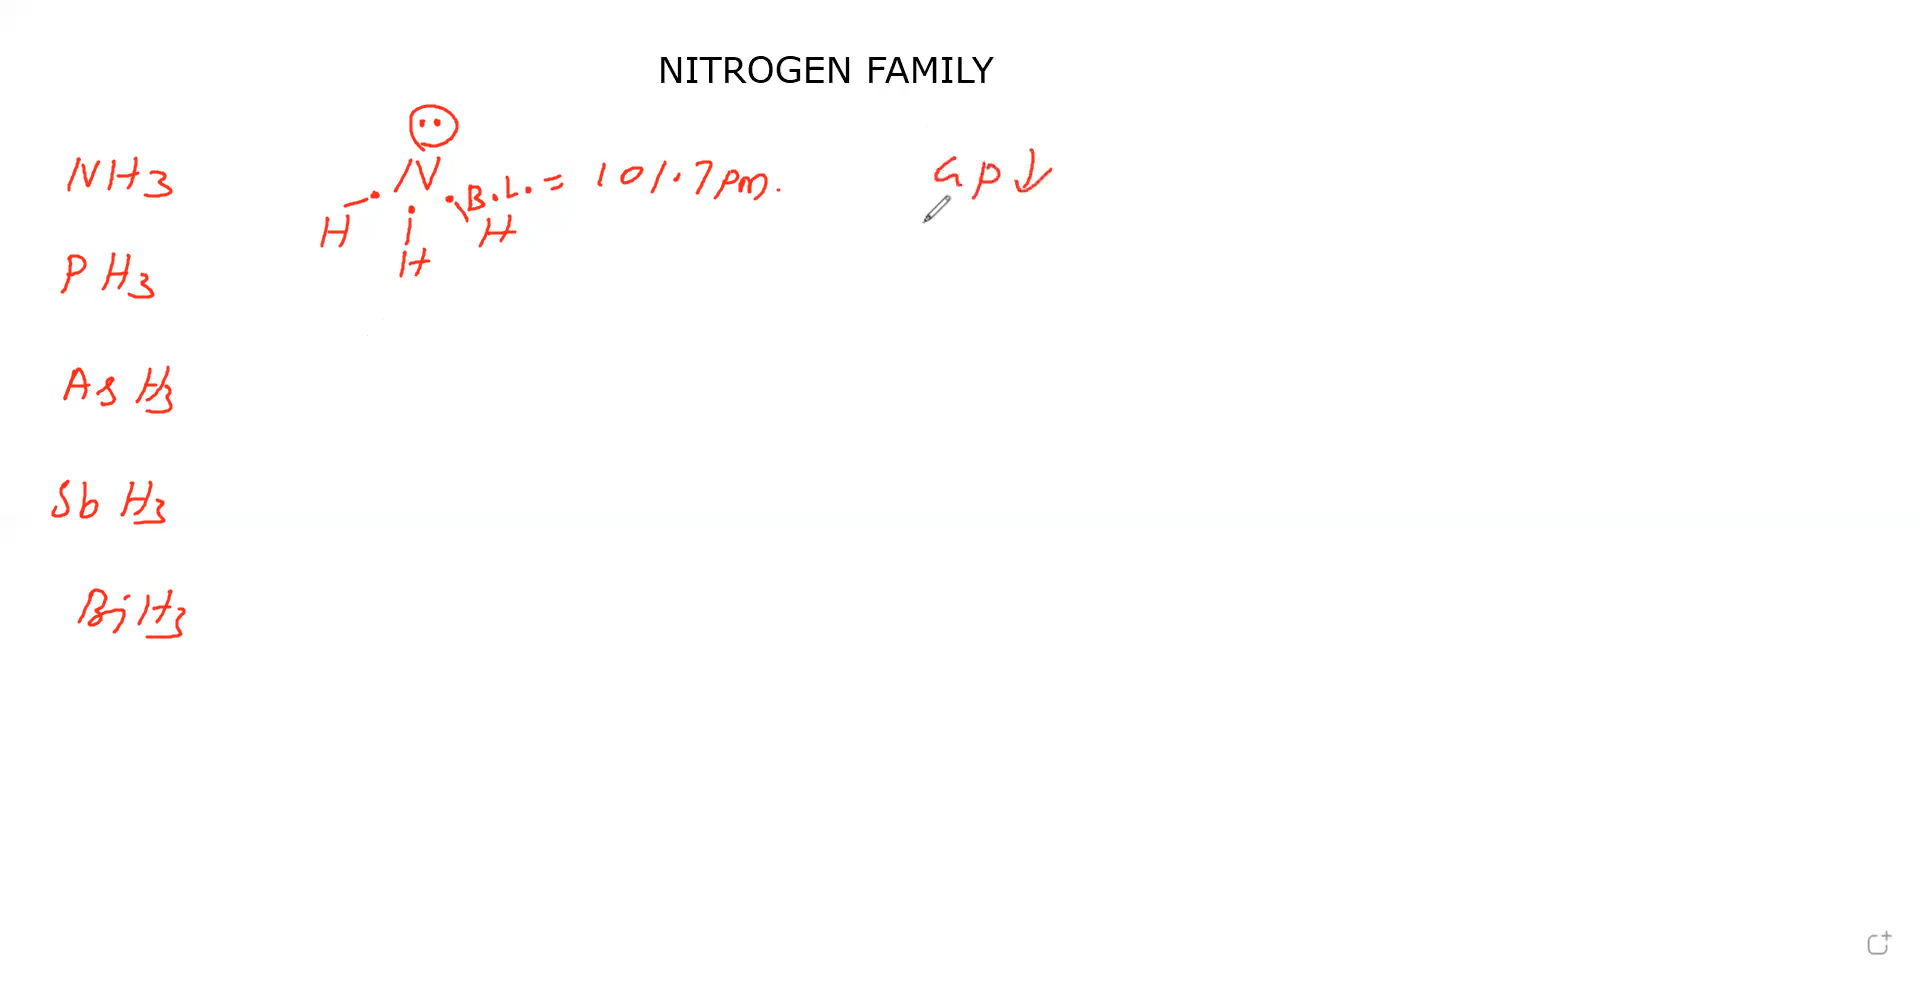 NITROGEN FAMILY
NH3
N
B.L. = 101.7pm.
Gp↓
H
H
H
PH3
AsH3
SbH3
BiH3